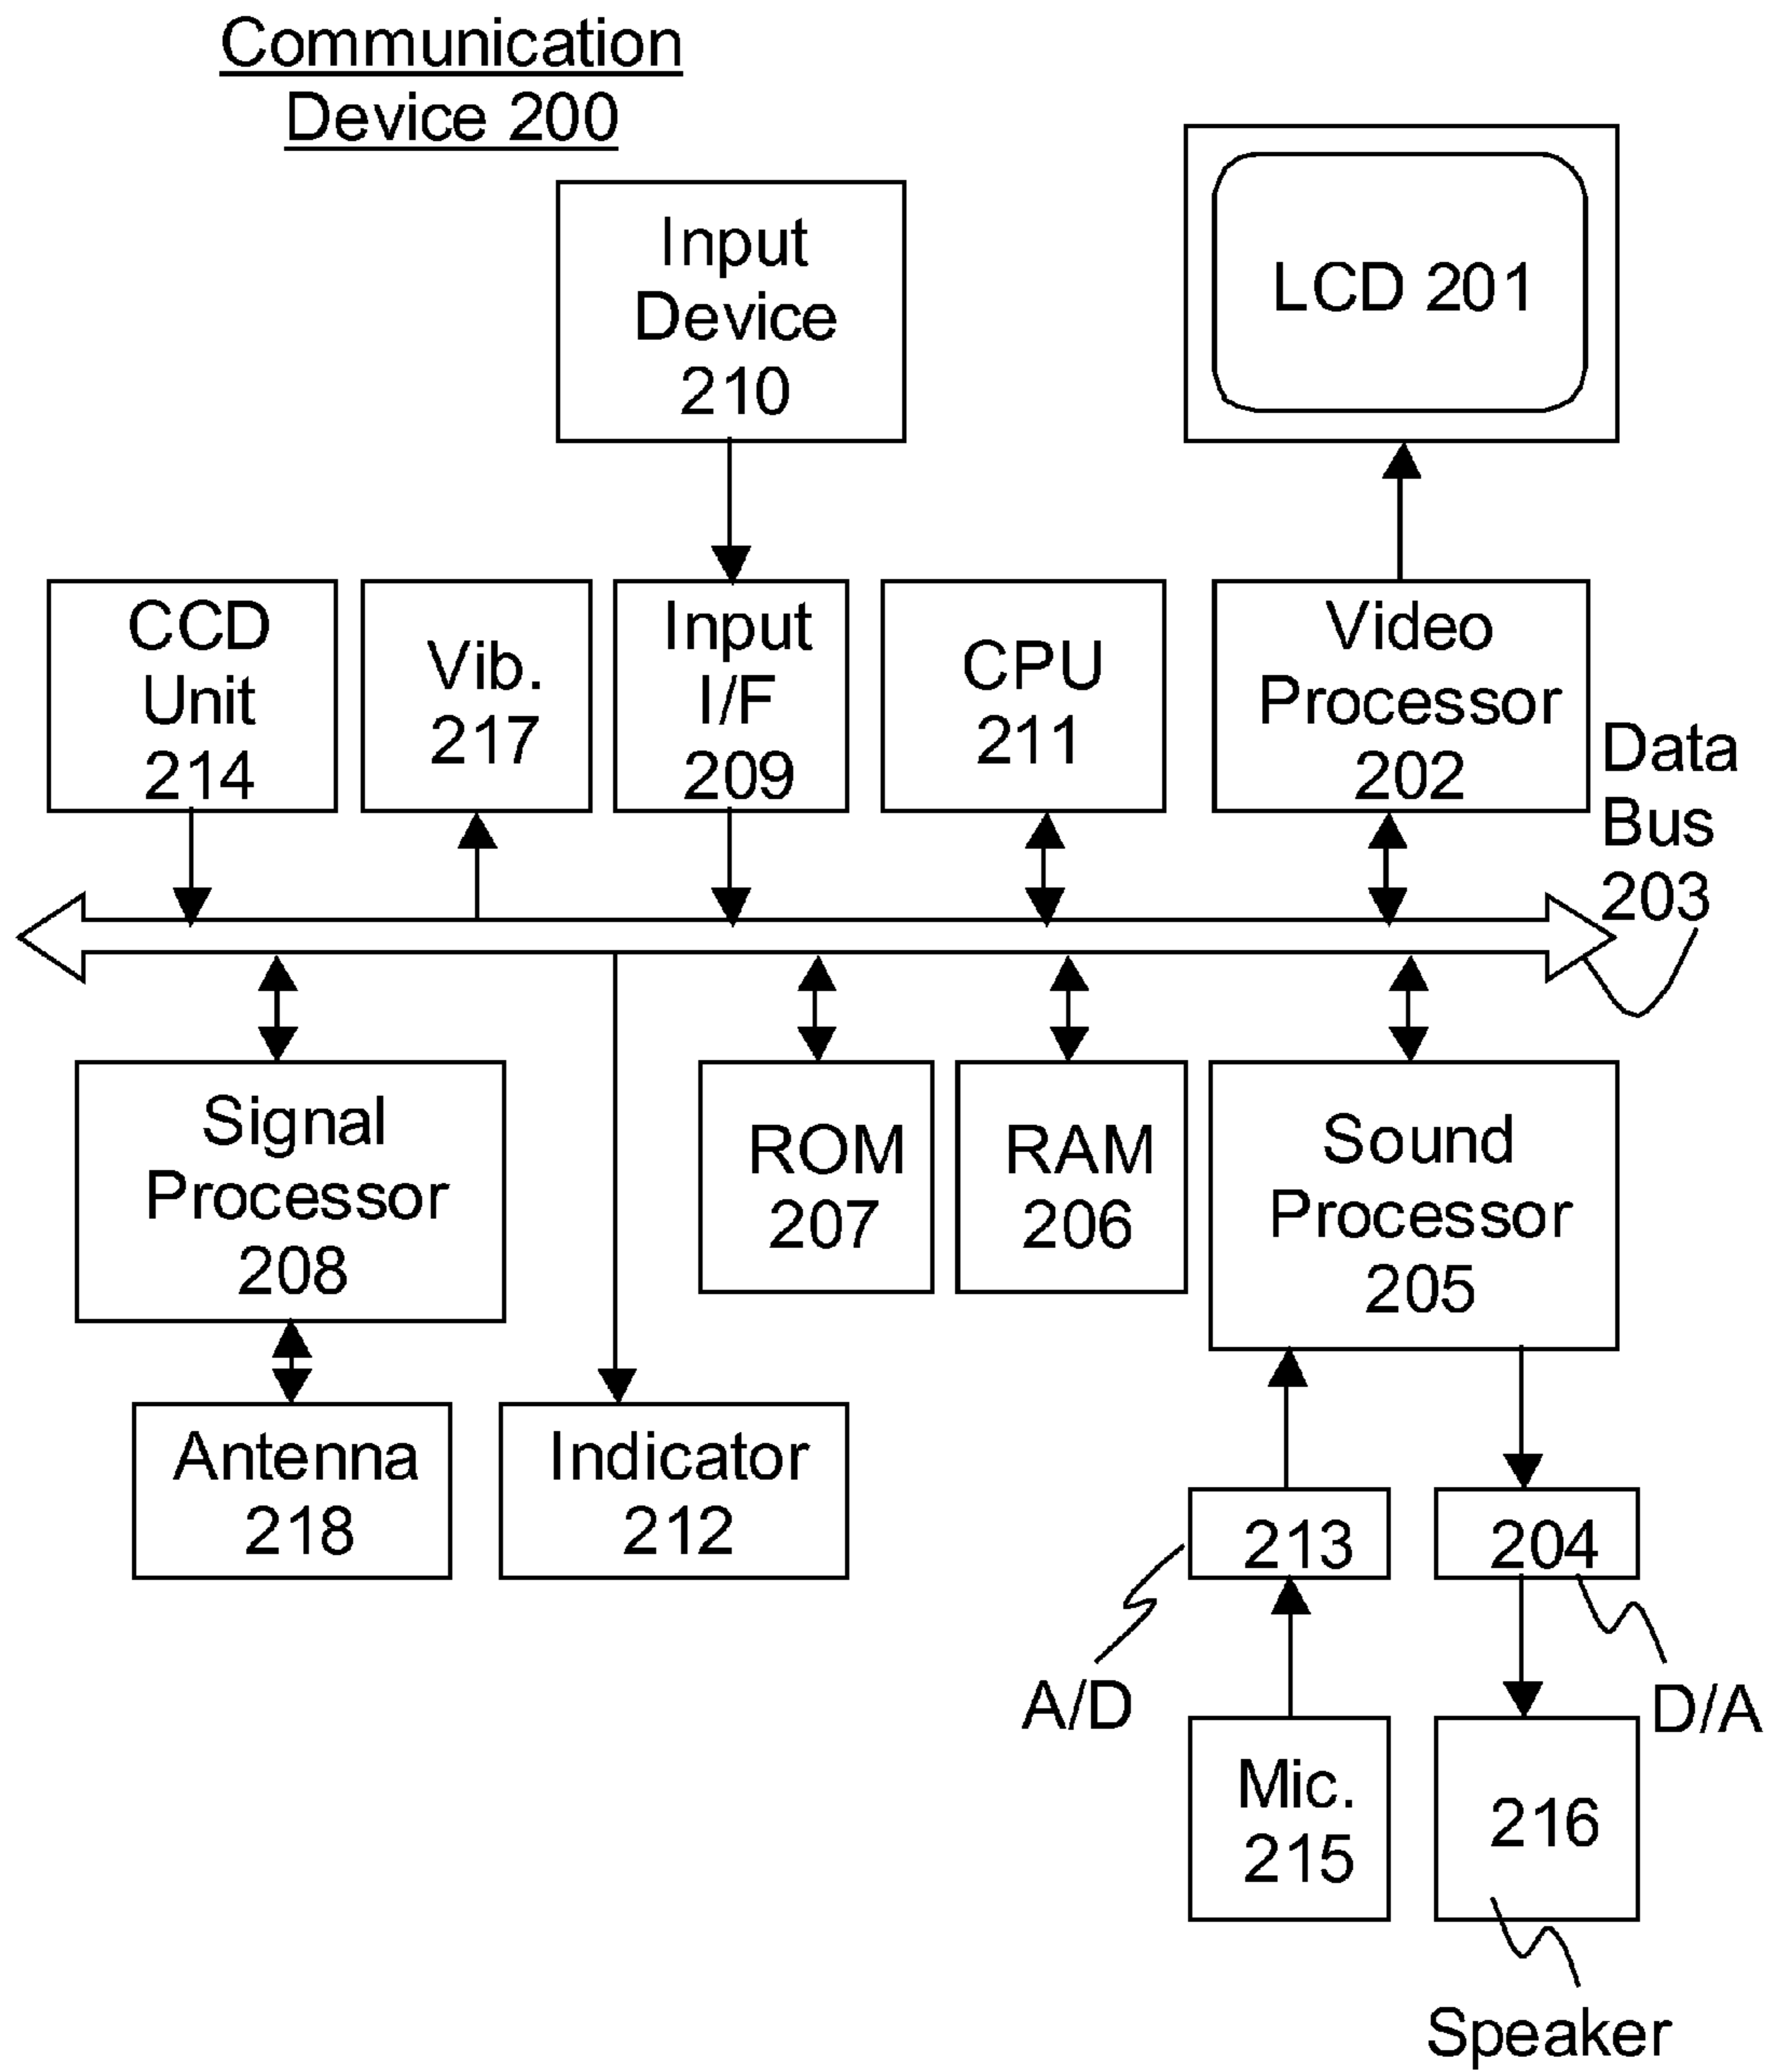 Communication
Device 200
Input
Device
210
LCD 201
CCD
Unit
214
Vib.
217
Input
I/F
209
CPU
211
Video
Processor
202
Data
Bus
203
Signal
Processor
208
ROM
207
RAM
206
Sound
Processor
205
Antenna
218
Indicator
212
213
204
A/D
D/A
Mic.
215
216
Speaker